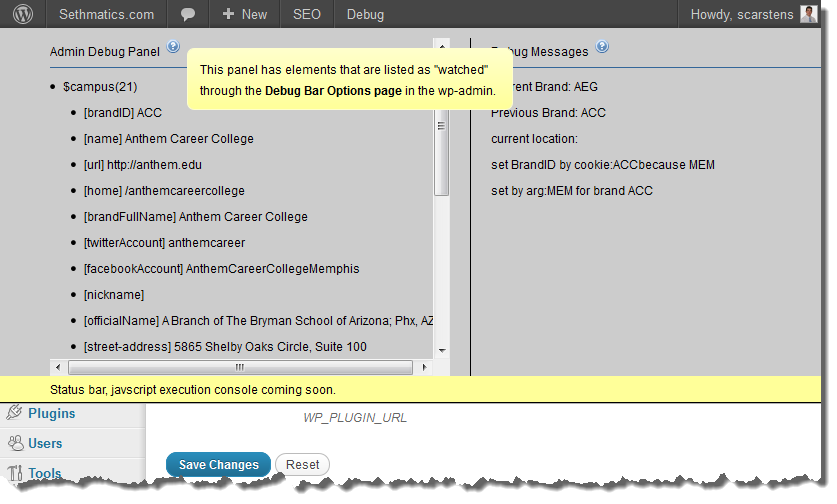 Sethmatics.com + New SEO Debug Howdy, scarstens
Admin Debug Panel
This panel has elements that are listed as "watched"
through the Debug Bar Options page in the wp-admin.
$campus(21)
[brandID] ACC
[name] Anthem Career College
[url] http://anthem.edu
[home] /anthemcareercollege
[brandFullName] Anthem Career College
[twitterAccount] anthemcareer
[facebookAccount] AnthemCareerCollegeMemphis
[nickname]
[officialName] A Branch of The Bryman School of Arizona; Phx, AZ
[street-address] 5865 Shelby Oaks Circle, Suite 100
Debug Messages
Brand: AEG
Previous Brand: ACC
current location:
set BrandID by cookie:ACCbecause MEM
set by arg:MEM for brand ACC
Status bar, javscript execution console coming soon.
Plugins
Users
Tools
WP_PLUGIN_URL
Save Changes Reset